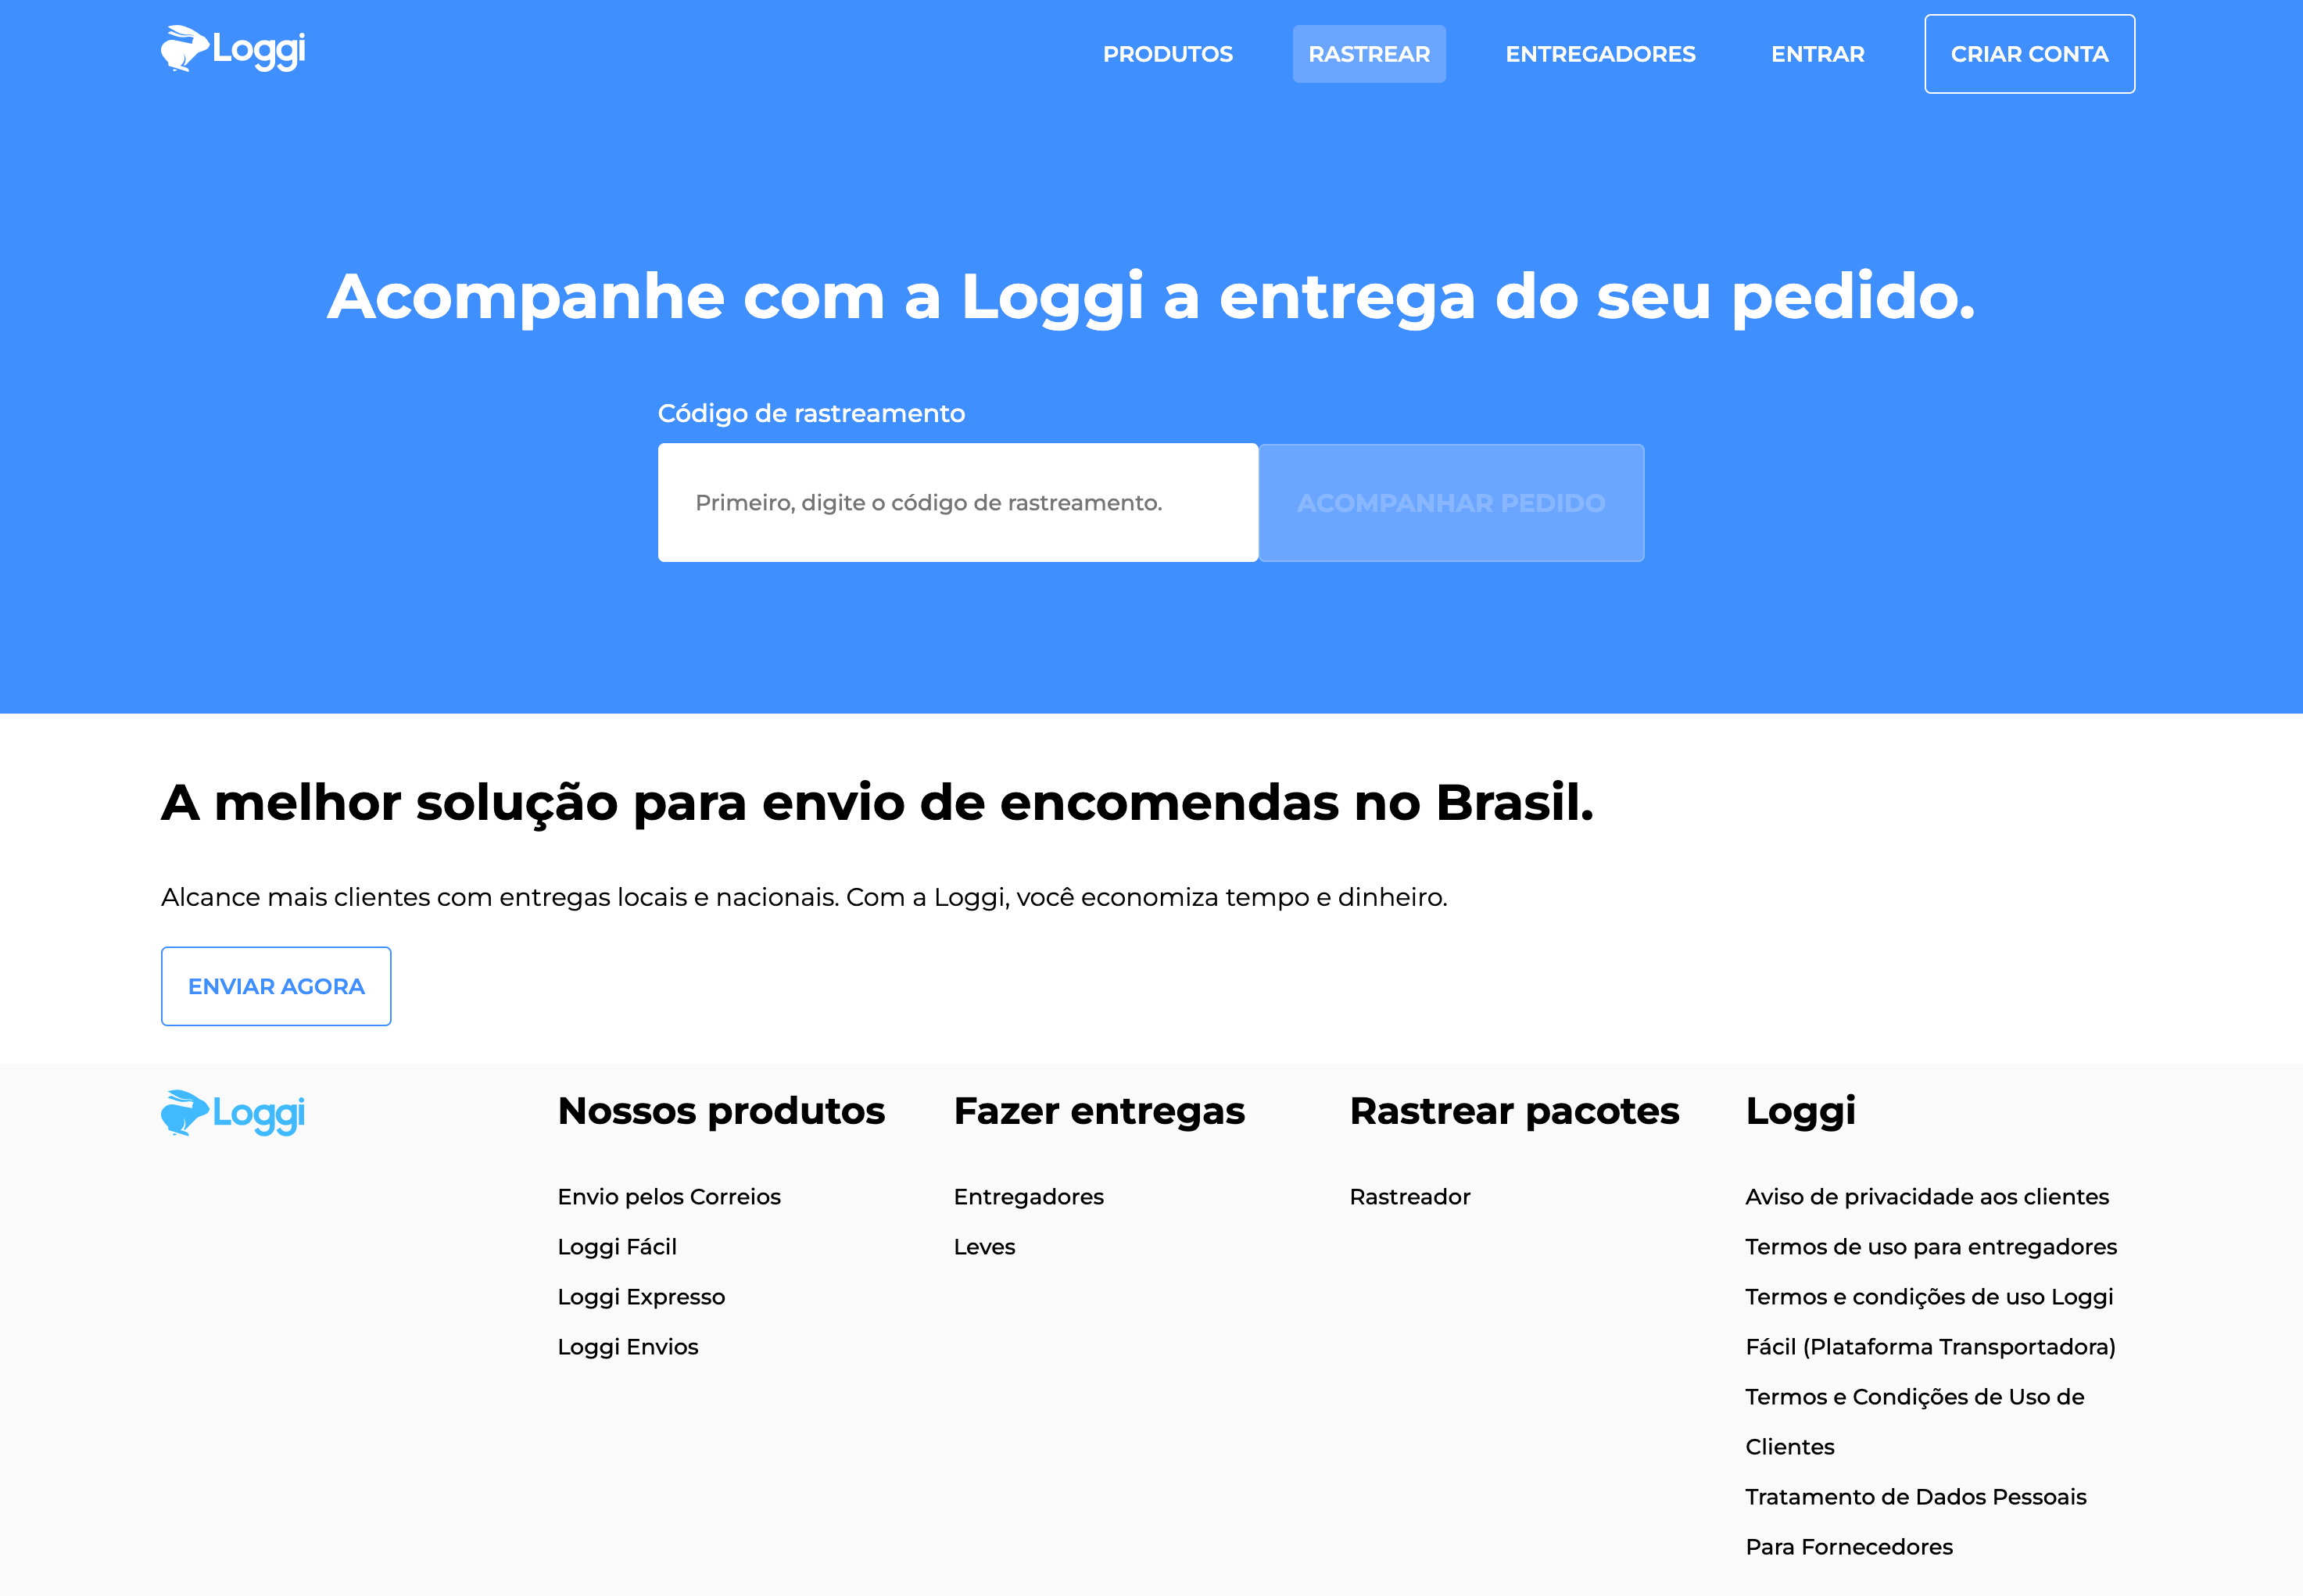 Loggi
PRODUTOS
RASTREAR
ENTREGADORES
ENTRAR
CRIAR CONTA
Acompanhe com a Loggi a entrega do seu pedido.
Código de rastreamento
Primeiro, digite o código de rastreamento.
ACOMPANHAR PEDIDO
A melhor solução para envio de encomendas no Brasil.
Alcance mais clientes com entregas locais e nacionais. Com a Loggi, você economiza tempo e dinheiro.
ENVIAR AGORA
Loggi
Nossos produtos
Envio pelos Correios
Loggi Fácil
Loggi Expresso
Loggi Envios
Fazer entregas
Entregadores
Leves
Rastrear pacotes
Rastreador
Loggi
Aviso de privacidade aos clientes
Termos de uso para entregadores
Termos e condições de uso Loggi
Fácil (Plataforma Transportadora)
Termos e Condições de Uso de
Clientes
Tratamento de Dados Pessoais
Para Fornecedores